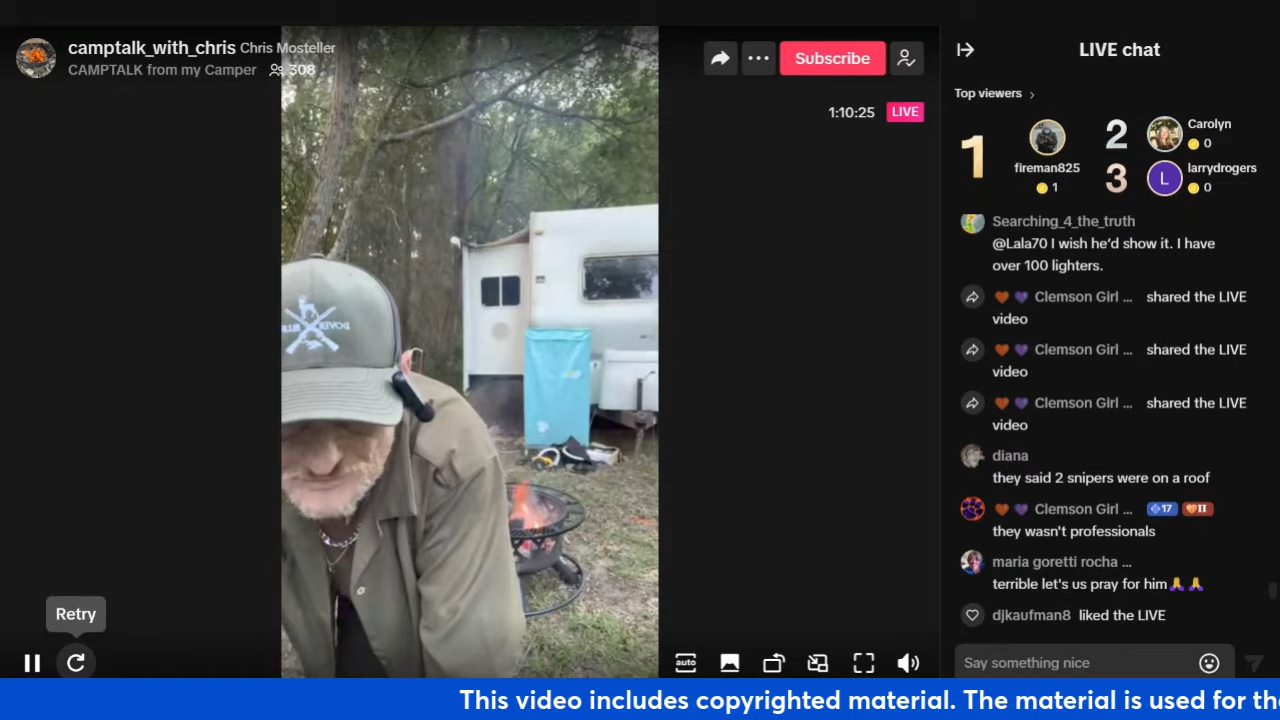 camptalk_with_chris Chris Mosteller
CAMPTALK from my Camper 308
Subscribe
1:10:25 LIVE
Retry
auto
LIVE chat
Top viewers
1
fireman825
1
2
Carolyn
0
3
L
larrydrogers
0
Searching_4_the_truth
@Lala70 I wish he’d show it. I have
over 100 lighters.
Clemson Girl ... shared the LIVE
video
Clemson Girl ... shared the LIVE
video
Clemson Girl ... shared the LIVE
video
diana
they said 2 snipers were on a roof
Clemson Girl ... 17 II
they wasn't professionals
maria goretti rocha ...
terrible let's us pray for him🙏🙏
djkaufman8 liked the LIVE
Say something nice
This video includes copyrighted material. The material is used for th